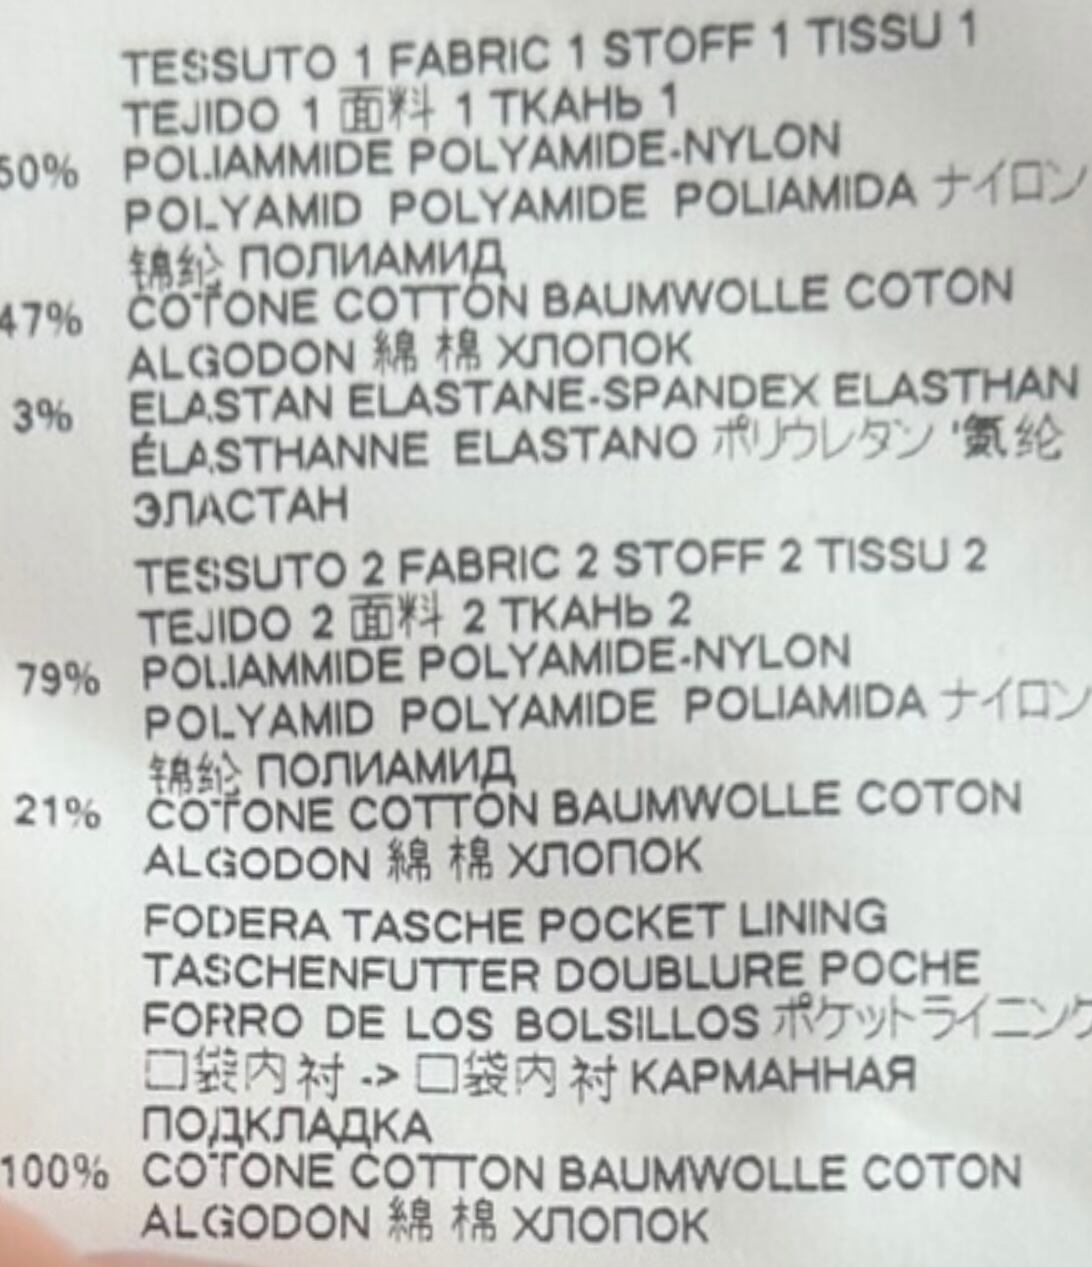 TESSUTO 1 FABRIC 1 STOFF 1 TISSU 1
TEJIDO 1 面料 1 ТКАНЬ 1
50% POLIAMMIDE POLYAMIDE-NYLON
POLYAMID POLYAMIDE POLIAMIDA ナイロン
锦纶 ПОЛИАМИД
47% COTONE COTTON BAUMWOLLE COTON
ALGODON 綿 棉 ХЛОПОК
3% ELASTAN ELASTANE-SPANDEX ELASTHAN
ÉLASTHANNE ELASTANO ポリウレタン '氨纶
ЭЛАСТАН
TESSUTO 2 FABRIC 2 STOFF 2 TISSU 2
TEJIDO 2 面料 2 ТКАНЬ 2
79% POLIAMMIDE POLYAMIDE-NYLON
POLYAMID POLYAMIDE POLIAMIDA ナイロン
锦纶 ПОЛИАМИД
21% COTONE COTTON BAUMWOLLE COTON
ALGODON 綿 棉 ХЛОПОК
FODERA TASCHE POCKET LINING
TASCHENFUTTER DOUBLURE POCHE
FORRO DE LOS BOLSILLOS ポケットライニング
口袋内衬 -> 口袋内衬 КАРМАННАЯ
ПОДКЛАДКА
100% COTONE COTTON BAUMWOLLE COTON
ALGODON 綿 棉 ХЛОПОК